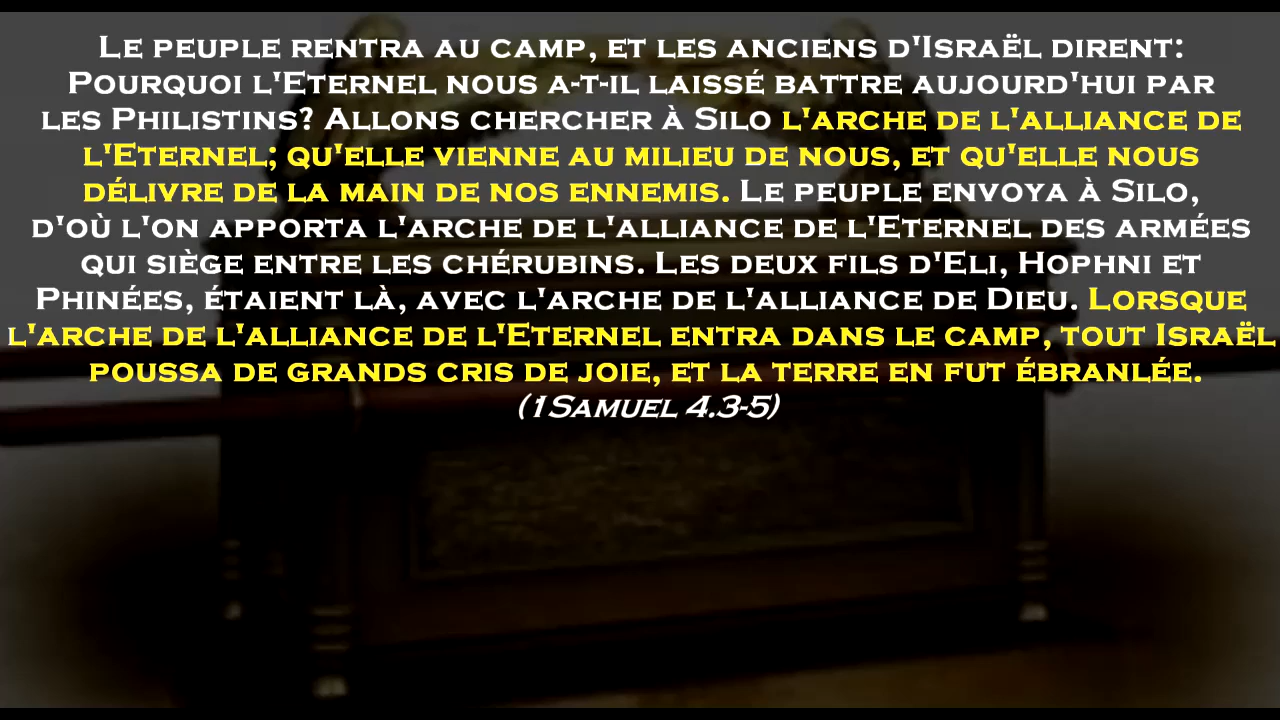 Le peuple rentra au camp, et les anciens d'Israël dirent:
Pourquoi l'Eternel nous a-t-il laissé battre aujourd'hui par
les Philistins? Allons chercher à Silo l'arche de l'alliance de
l'Eternel; qu'elle vienne au milieu de nous, et qu'elle nous
délivre de la main de nos ennemis. Le peuple envoya à Silo,
d'où l'on apporta l'arche de l'alliance de l'Eternel des armées
qui siège entre les chérubins. Les deux fils d'Eli, Hophni et
Phinées, étaient là, avec l'arche de l'alliance de Dieu. Lorsque
l'arche de l'alliance de l'Eternel entra dans le camp, tout Israël
poussa de grands cris de joie, et la terre en fut ébranlée.
(1Samuel 4.3-5)